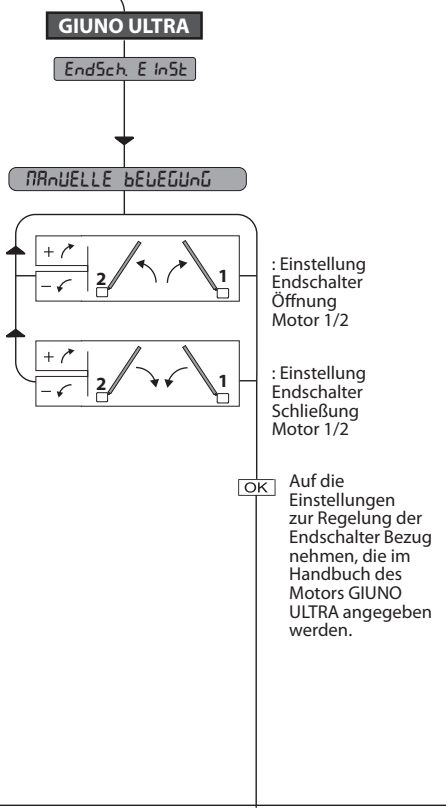 GIUNO ULTRA
EndSch. E InSt
MAnUELLE bEWEGUnG
+
-
2
1
: Einstellung
Endschalter
Öffnung
Motor 1/2
+
-
2
1
: Einstellung
Endschalter
Schließung
Motor 1/2
OK
Auf die
Einstellungen
zur Regelung der
Endschalter Bezug
nehmen, die im
Handbuch des
Motors GIUNO
ULTRA angegeben
werden.